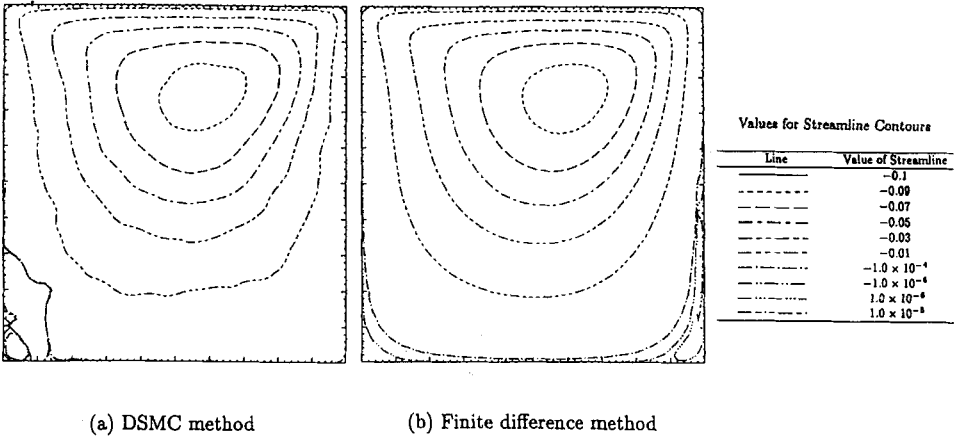 Values for Streamline Contours
Line Value of Streamline
−0.1
−0.09
−0.07
−0.05
−0.03
−0.01
−1.0 × 10⁻⁴
−1.0 × 10⁻⁶
1.0 × 10⁻⁶
1.0 × 10⁻⁵
(a) DSMC method
(b) Finite difference method